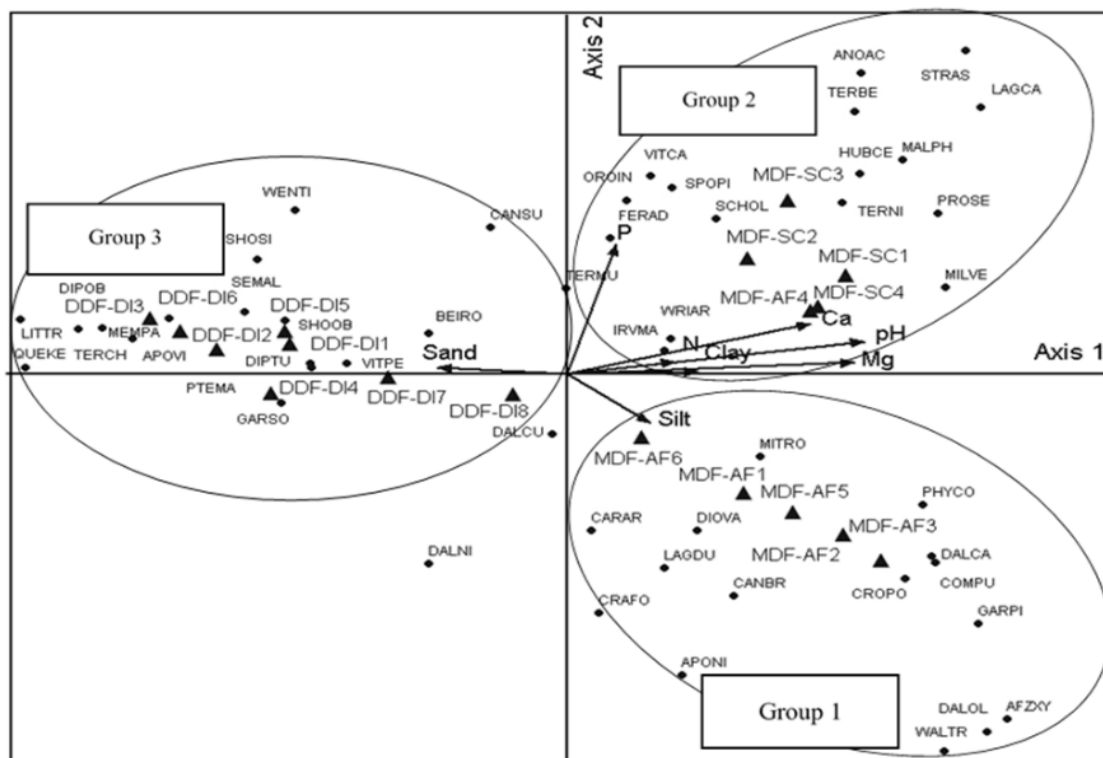 Axis 2
ANOAC
STRAS
Group 2
TERBE
LAGCA
HUBCE
MALPH
VITCA
OROIN
SPOPI
MDF-SC3
WENTI
FERAD
SCHOL
TERNI
PROSE
CANSU
Group 3
P
MDF-SC2
SHOSI
MDF-SC1
TERMU
SEMAL
MILVE
DIPOB
DDF-DI3
DDF-DI6
DDF-DI5
MDF-AF4
MDF-SC4
WRIAR
Ca
LITTR
MEMPA
DDF-DI2
SHOOB
BEIRO
IRVMA
N
pH
QUEKE
TERCH
APOVI
DDF-DI1
DIPTU
VITPE
Sand
Clay
Mg
Axis 1
PTEMA
DDF-DI4
DDF-DI7
DDF-DI8
GARSO
Silt
DALCU
MDF-AF6
MITRO
MDF-AF1
MDF-AF5
PHYCO
CARAR
DIOVA
MDF-AF3
DALNI
LAGDU
MDF-AF2
DALCA
CANBR
CROPO
COMPU
CRAFO
GARPI
APONI
Group 1
DALOL
AFZXY
WALTR